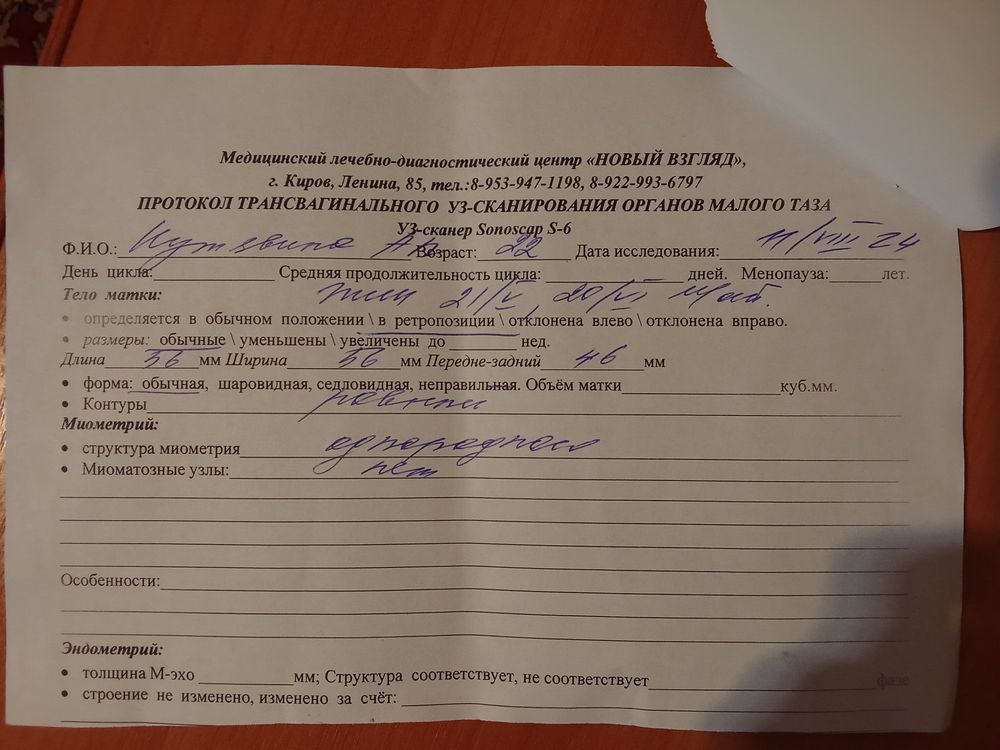 Медицинский лечебно-диагностический центр «НОВЫЙ ВЗГЛЯД»,
г. Киров, Ленина, 85, тел.:8-953-947-1198, 8-922-993-6797
ПРОТОКОЛ ТРАНСВАГИНАЛЬНОГО УЗ-СКАНИРОВАНИЯ ОРГАНОВ МАЛОГО ТАЗА
УЗ-сканер Sonoscap S-6
Ф.И.О.: Возраст: 22 Дата исследования: 11/VIII 24
День цикла: Средняя продолжительность цикла: дней. Менопауза: лет.
Тело матки: 21/V, 20/VI
• определяется в обычном положении \ в ретропозиции \ отклонена влево \ отклонена вправо.
• размеры: обычные \ уменьшены \ увеличены до нед.
Длина 56 мм Ширина 56 мм Передне-задний 46 мм
• форма: обычная, шаровидная, седловидная, неправильная. Объём матки куб.мм.
• Контуры ровные
Миометрий:
• структура миометрия однородная
• Миоматозные узлы: нет
Особенности:
Эндометрий:
• толщина М-эхо мм; Структура соответствует, не соответствует фазе
• строение не изменено, изменено за счёт: